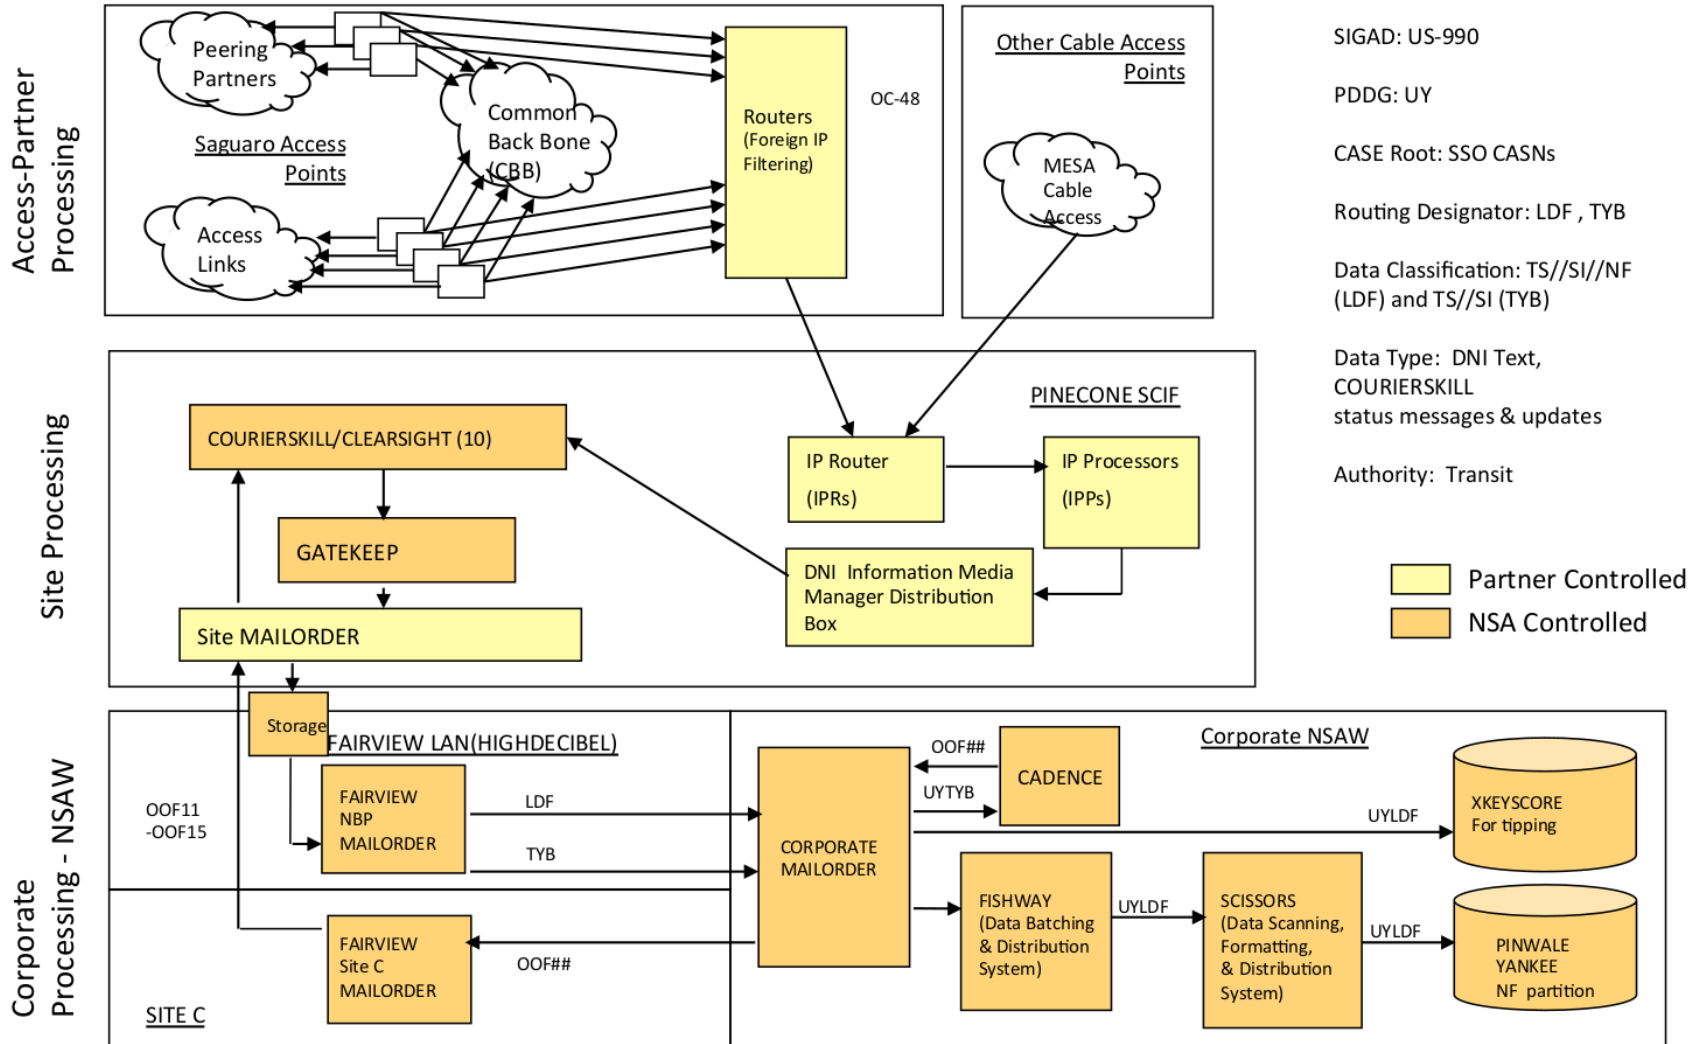 Access-Partner
Processing
Peering
Partners
Saguaro Access
Points
Access
Links
Common
Back Bone
(CBB)
Routers
(Foreign IP
Filtering)
OC-48
Other Cable Access
Points
MESA
Cable
Access
SIGAD: US-990
PDDG: UY
CASE Root: SSO CASNs
Routing Designator: LDF , TYB
Data Classification: TS//SI//NF
(LDF) and TS//SI (TYB)
Data Type: DNI Text,
COURIERSKILL
status messages & updates
Authority: Transit
Partner Controlled
NSA Controlled
Site Processing
PINECONE SCIF
COURIERSKILL/CLEARSIGHT (10)
GATEKEEP
Site MAILORDER
IP Router
(IPRs)
IP Processors
(IPPs)
DNI Information Media
Manager Distribution
Box
Corporate
Processing - NSAW
Storage
FAIRVIEW LAN(HIGHDECIBEL)
OOF11
-OOF15
FAIRVIEW
NBP
MAILORDER
LDF
TYB
SITE C
FAIRVIEW
Site C
MAILORDER
OOF##
Corporate NSAW
CORPORATE
MAILORDER
OOF##
UYTYB
CADENCE
UYLDF
XKEYSCORE
For tipping
FISHWAY
(Data Batching
& Distribution
System)
UYLDF
SCISSORS
(Data Scanning,
Formatting,
& Distribution
System)
UYLDF
PINWALE
YANKEE
NF partition